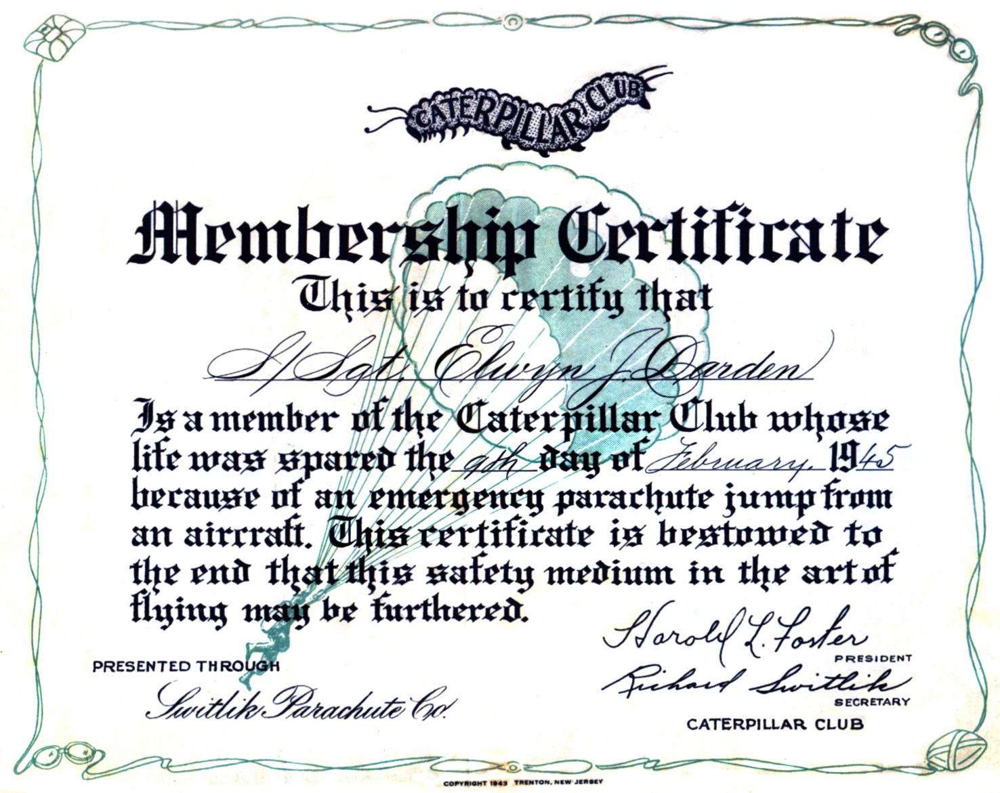 CATERPILLAR CLUB
Membership Certificate
This is to certify that
S/Sgt. Elwyn J. Darden
Is a member of the Caterpillar Club whose
life was spared the 9th day of February. 1945
because of an emergency parachute jump from
an aircraft. This certificate is bestowed to
the end that this safety medium in the art of
flying may be furthered.
Harold L. Foster
PRESIDENT
PRESENTED THROUGH
Richard Switlik
SECRETARY
Switlik Parachute Co.
CATERPILLAR CLUB
COPYRIGHT 1943 TRENTON, NEW JERSEY